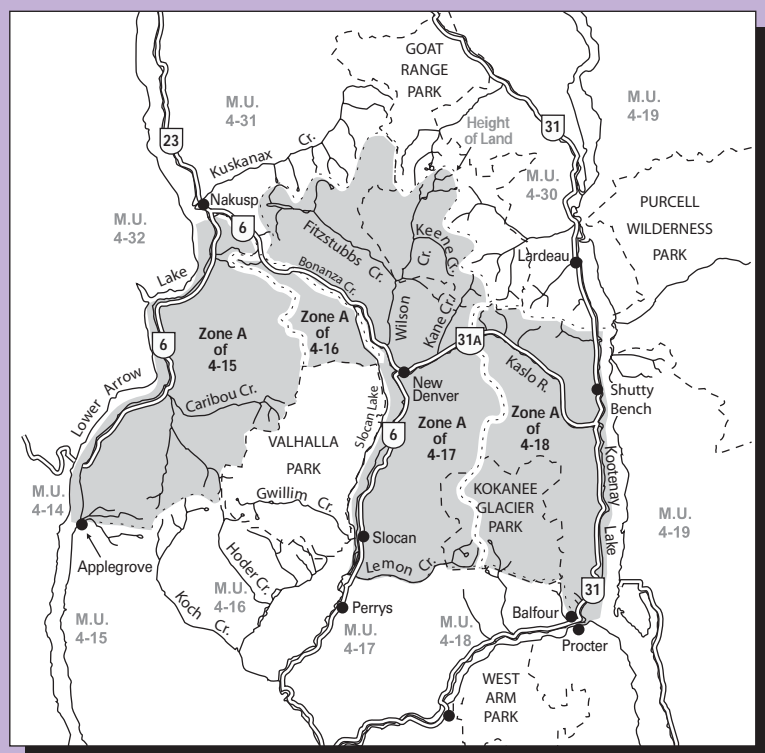 GOAT
RANGE
PARK
M.U.
4-31
M.U.
4-19
Height
of Land
31
23
Kuskanax Cr.
M.U.
4-30
Nakusp
PURCELL
WILDERNESS
PARK
M.U.
4-32
6
Fitzstubbs Cr.
Keene Cr.
Cr.
Lardeau
Bonanza Cr.
Lake
Wilson
Kane Cr.
Zone A
of
4-15
Zone A
of
4-16
31A
6
Kaslo R.
Lower Arrow
New
Denver
Shutty
Bench
Caribou Cr.
Slocan Lake
6
Zone A
of
4-17
Zone A
of
4-18
VALHALLA
PARK
Kootenay
Lake
M.U.
4-14
Gwillim Cr.
KOKANEE
GLACIER
PARK
M.U.
4-19
Slocan
Applegrove
Hoder Cr.
Lemon Cr.
31
M.U.
4-16
Koch Cr.
Perrys
Balfour
M.U.
4-15
M.U.
4-17
M.U.
4-18
Procter
WEST
ARM
PARK